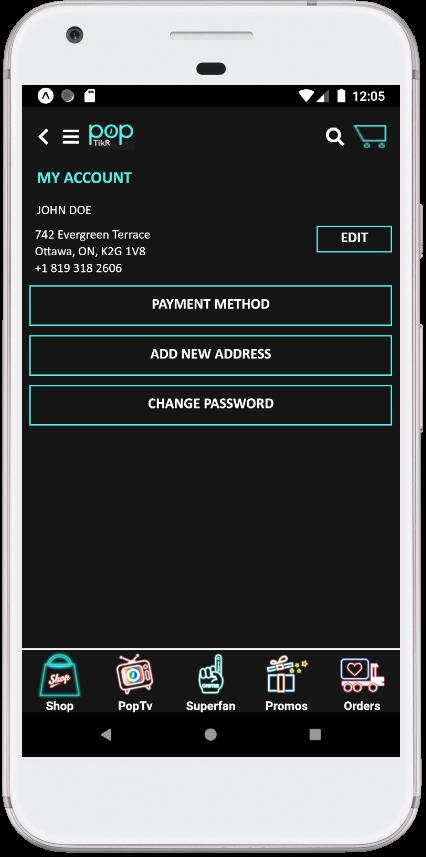 12:05
pop
TikR
MY ACCOUNT
JOHN DOE
742 Evergreen Terrace
Ottawa, ON, K2G 1V8
+1 819 318 2606
EDIT
PAYMENT METHOD
ADD NEW ADDRESS
CHANGE PASSWORD
Shop
Shop PopTv Superfan Promos Orders